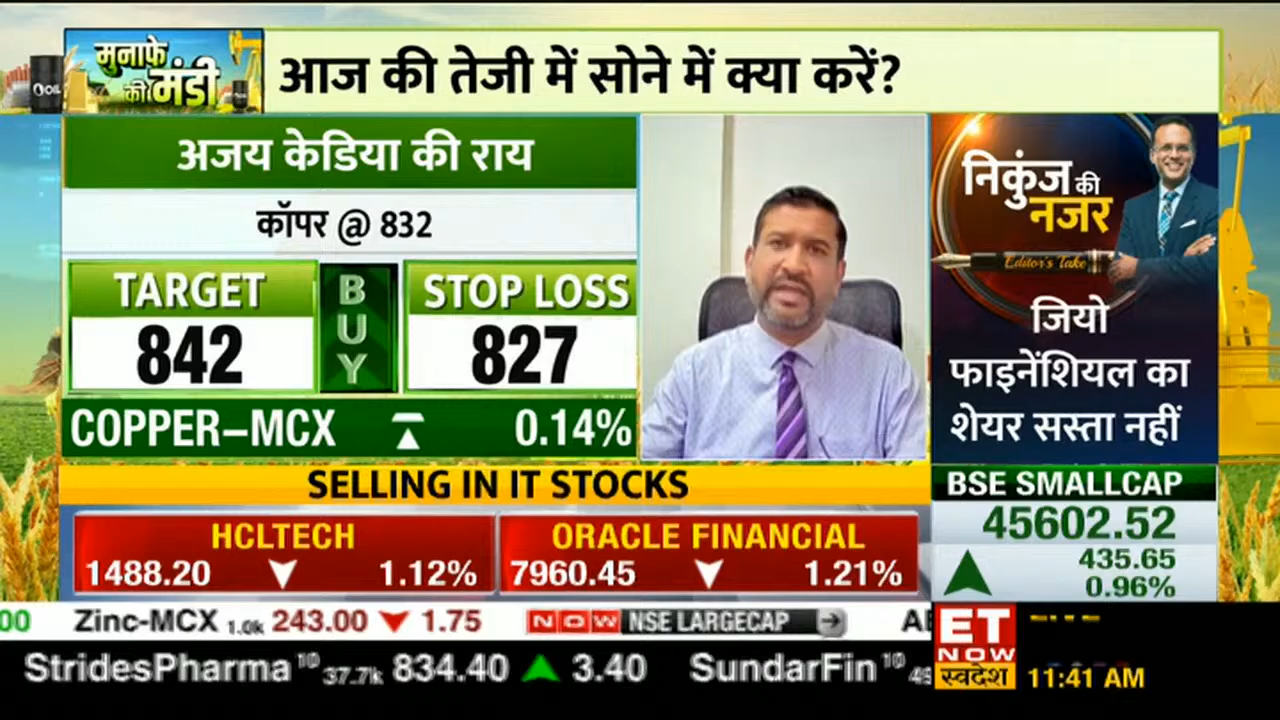 मुनाफे
की मंडी
OIL
आज की तेजी में सोने में क्या करें?
अजय केडिया की राय
कॉपर @ 832
TARGET
842
BUY
STOP LOSS
827
COPPER–MCX 0.14%
निकुंज की
नजर
Editor's Take
जियो
फाइनेंशियल का
शेयर सस्ता नहीं
SELLING IN IT STOCKS
HCLTECH
1488.20 1.12%
ORACLE FINANCIAL
7960.45 1.21%
BSE SMALLCAP
45602.52
435.65
0.96%
00 Zinc-MCX 1.0k 243.00 1.75 NOW NSE LARGECAP
StridesPharma 10 37.7k 834.40 3.40 SundarFin 10
ET
NOW
स्वदेश
11:41 AM